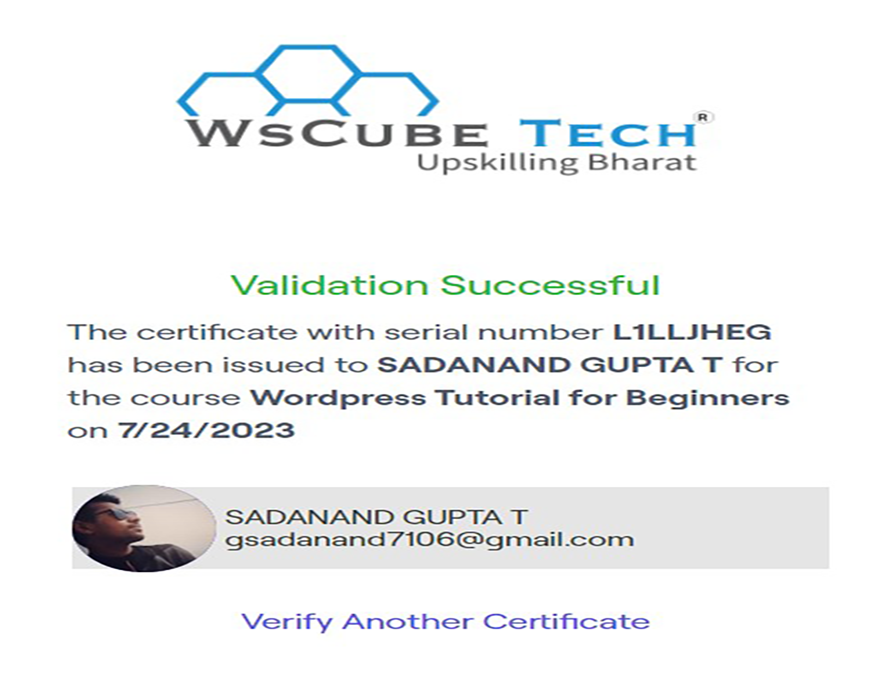 WSCUBE TECH ®
Upskilling Bharat
Validation Successful
The certificate with serial number L1LLJHEG
has been issued to SADANAND GUPTA T for
the course Wordpress Tutorial for Beginners
on 7/24/2023
SADANAND GUPTA T
gsadanand7106@gmail.com
Verify Another Certificate